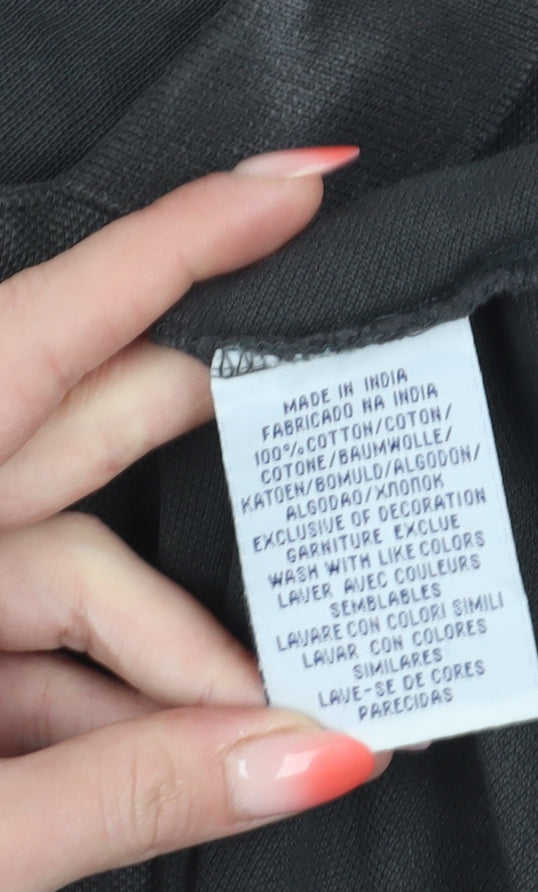 MADE IN INDIA
FABRICADO NA INDIA
100% COTTON/COTON/
COTONE/BAUMWOLLE/
KATOEN/BOMULD/ALGODON/
ALGODAO/ХЛОПОК
EXCLUSIVE OF DECORATION
GARNITURE EXCLUE
WASH WITH LIKE COLORS
LAVER AVEC COULEURS
SEMBLABLES
LAVARE CON COLORI SIMILI
LAVAR CON COLORES
SIMILARES
LAVE-SE DE CORES
PARECIDAS